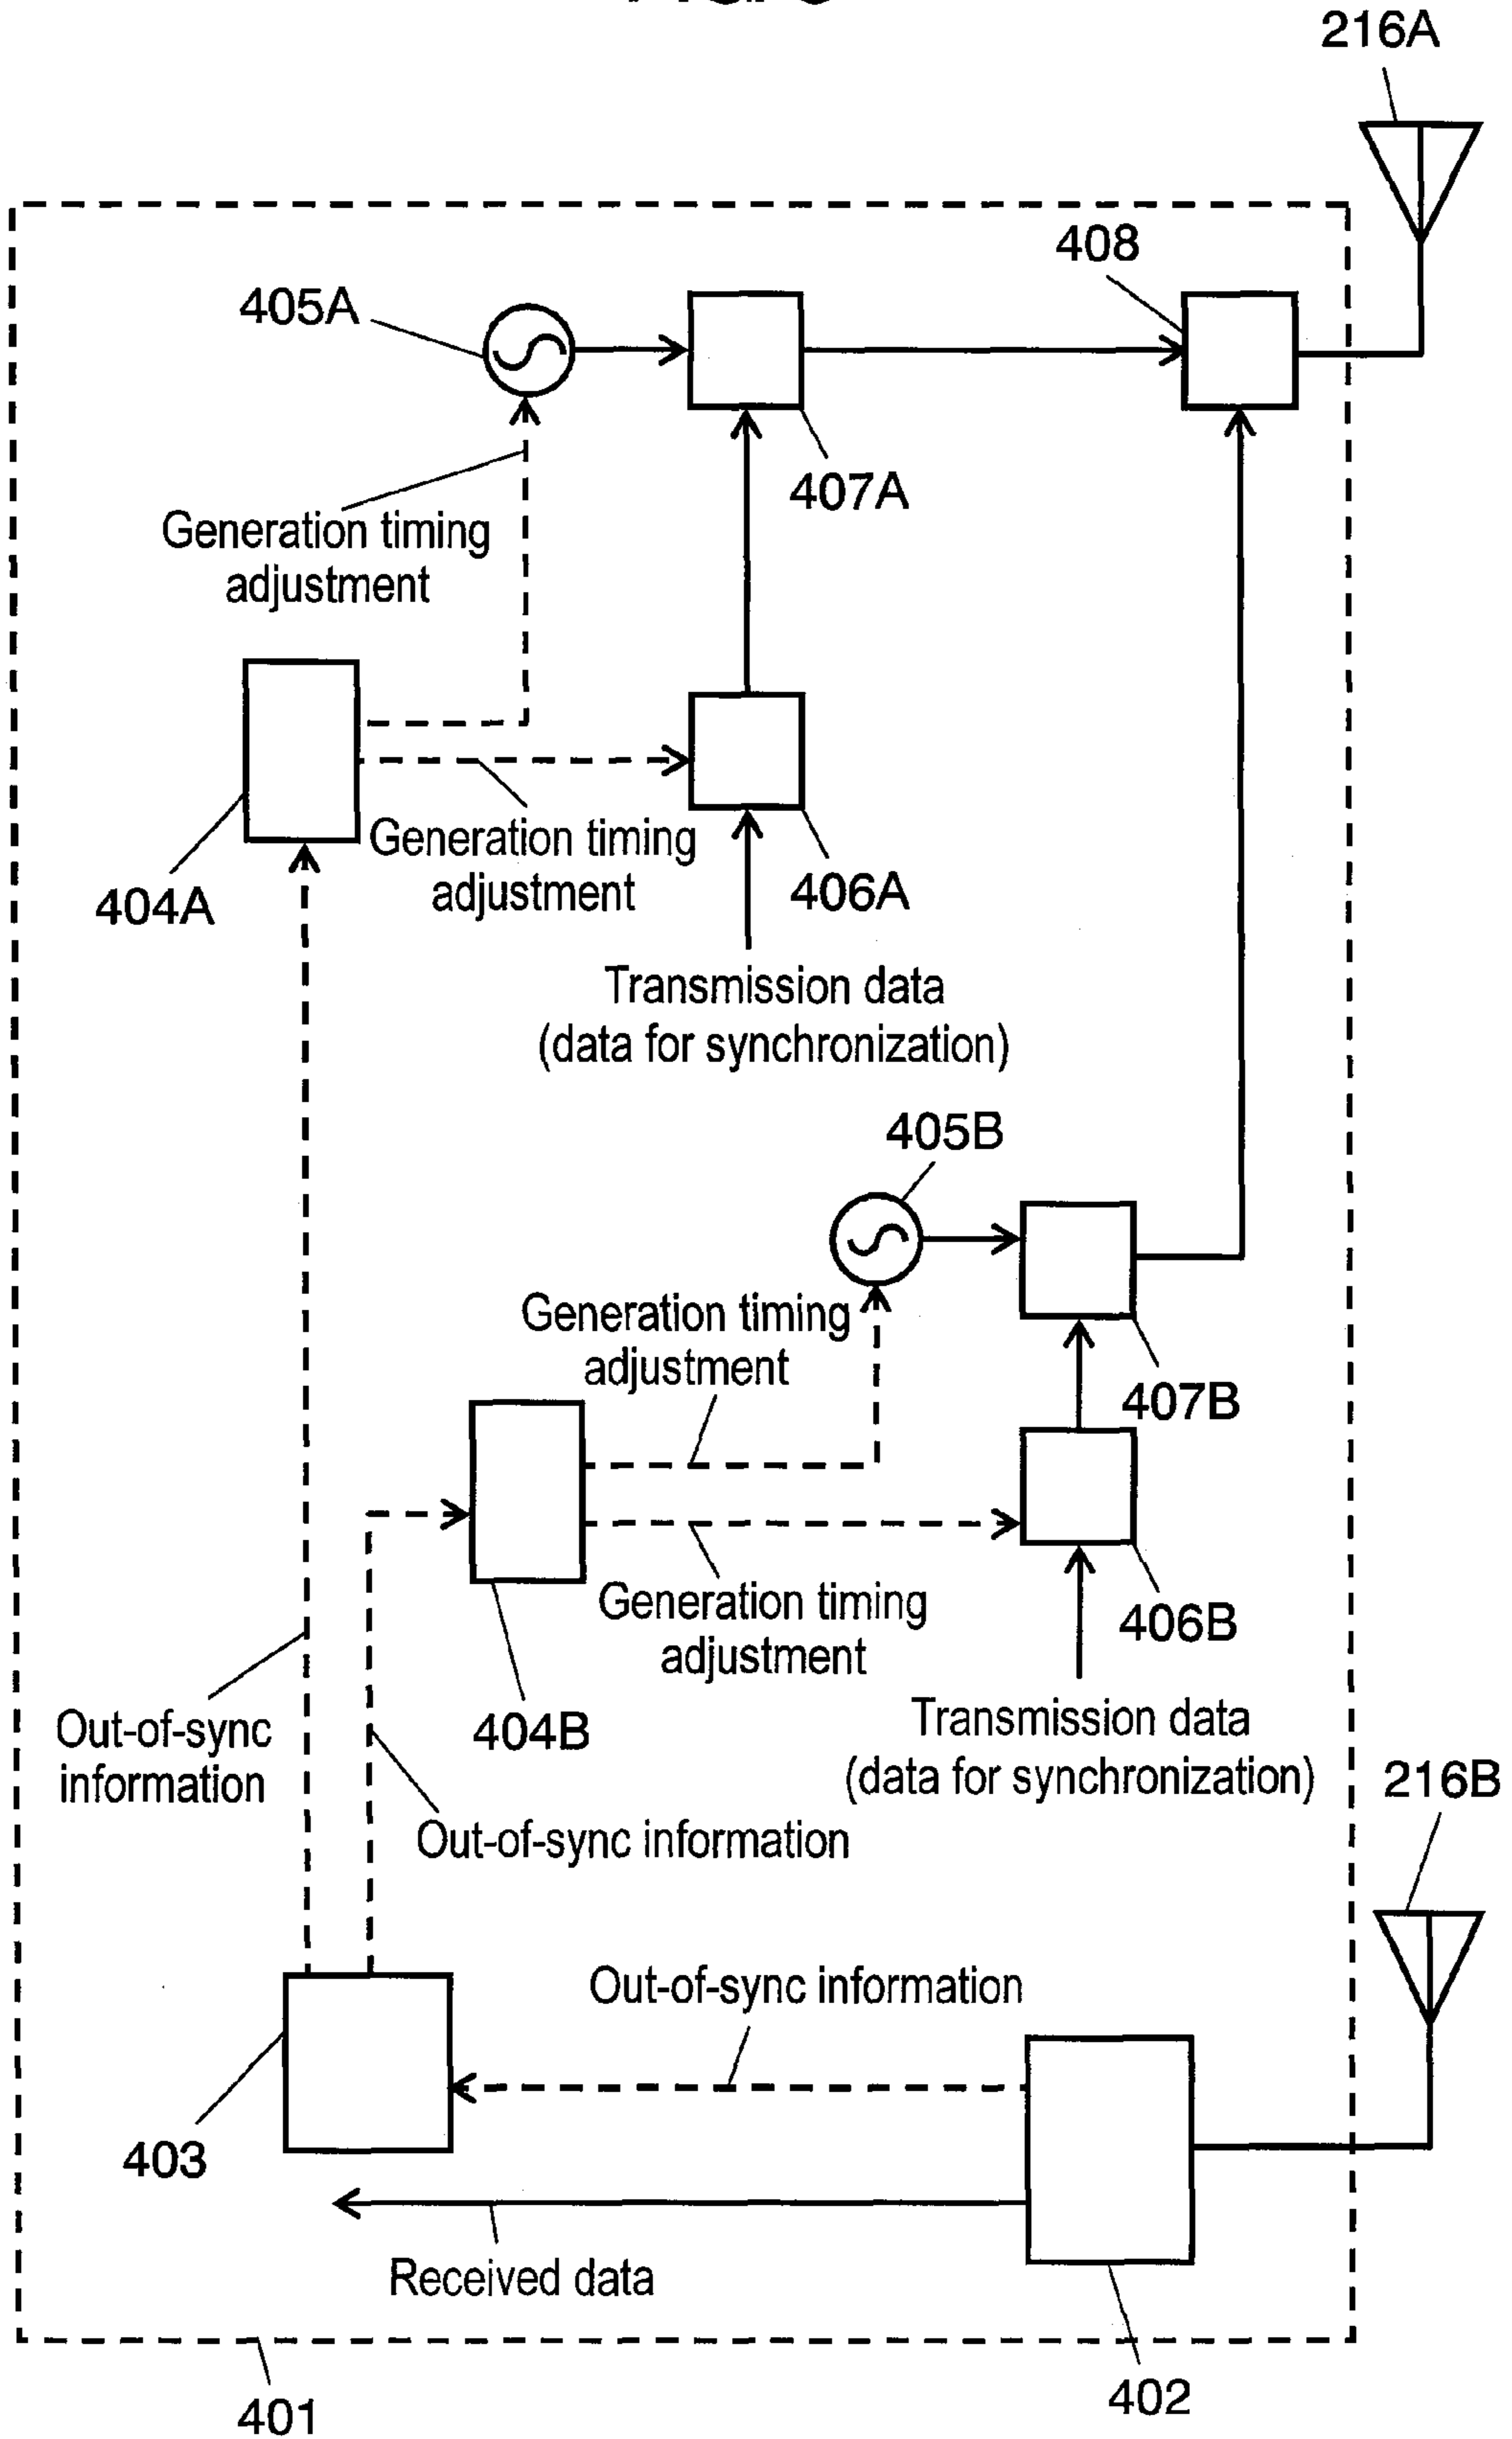 216A
408
405A
407A
Generation timing
adjustment
Generation timing
adjustment
404A
406A
Transmission data
(data for synchronization)
405B
Generation timing
adjustment
407B
Generation timing
adjustment
406B
404B
Out-of-sync
information
Transmission data
(data for synchronization)
216B
Out-of-sync information
Out-of-sync information
403
Received data
402
401